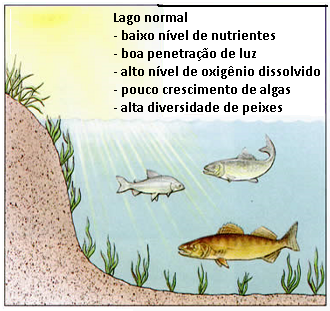 Lago normal
- baixo nível de nutrientes
- boa penetração de luz
- alto nível de oxigênio dissolvido
- pouco crescimento de algas
- alta diversidade de peixes